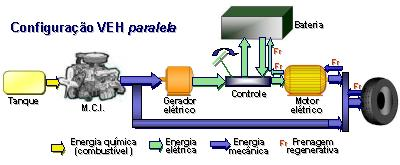 Configuração VEH paralela
Bateria
Fr
Fr
Fr
Fr
Tanque
M.C.I.
Gerador
elétrico
Controle
Motor
elétrico
Energia química
(combustível)
Energia
elétrica
Energia
mecânica
Fr Frenagem
regenerativa